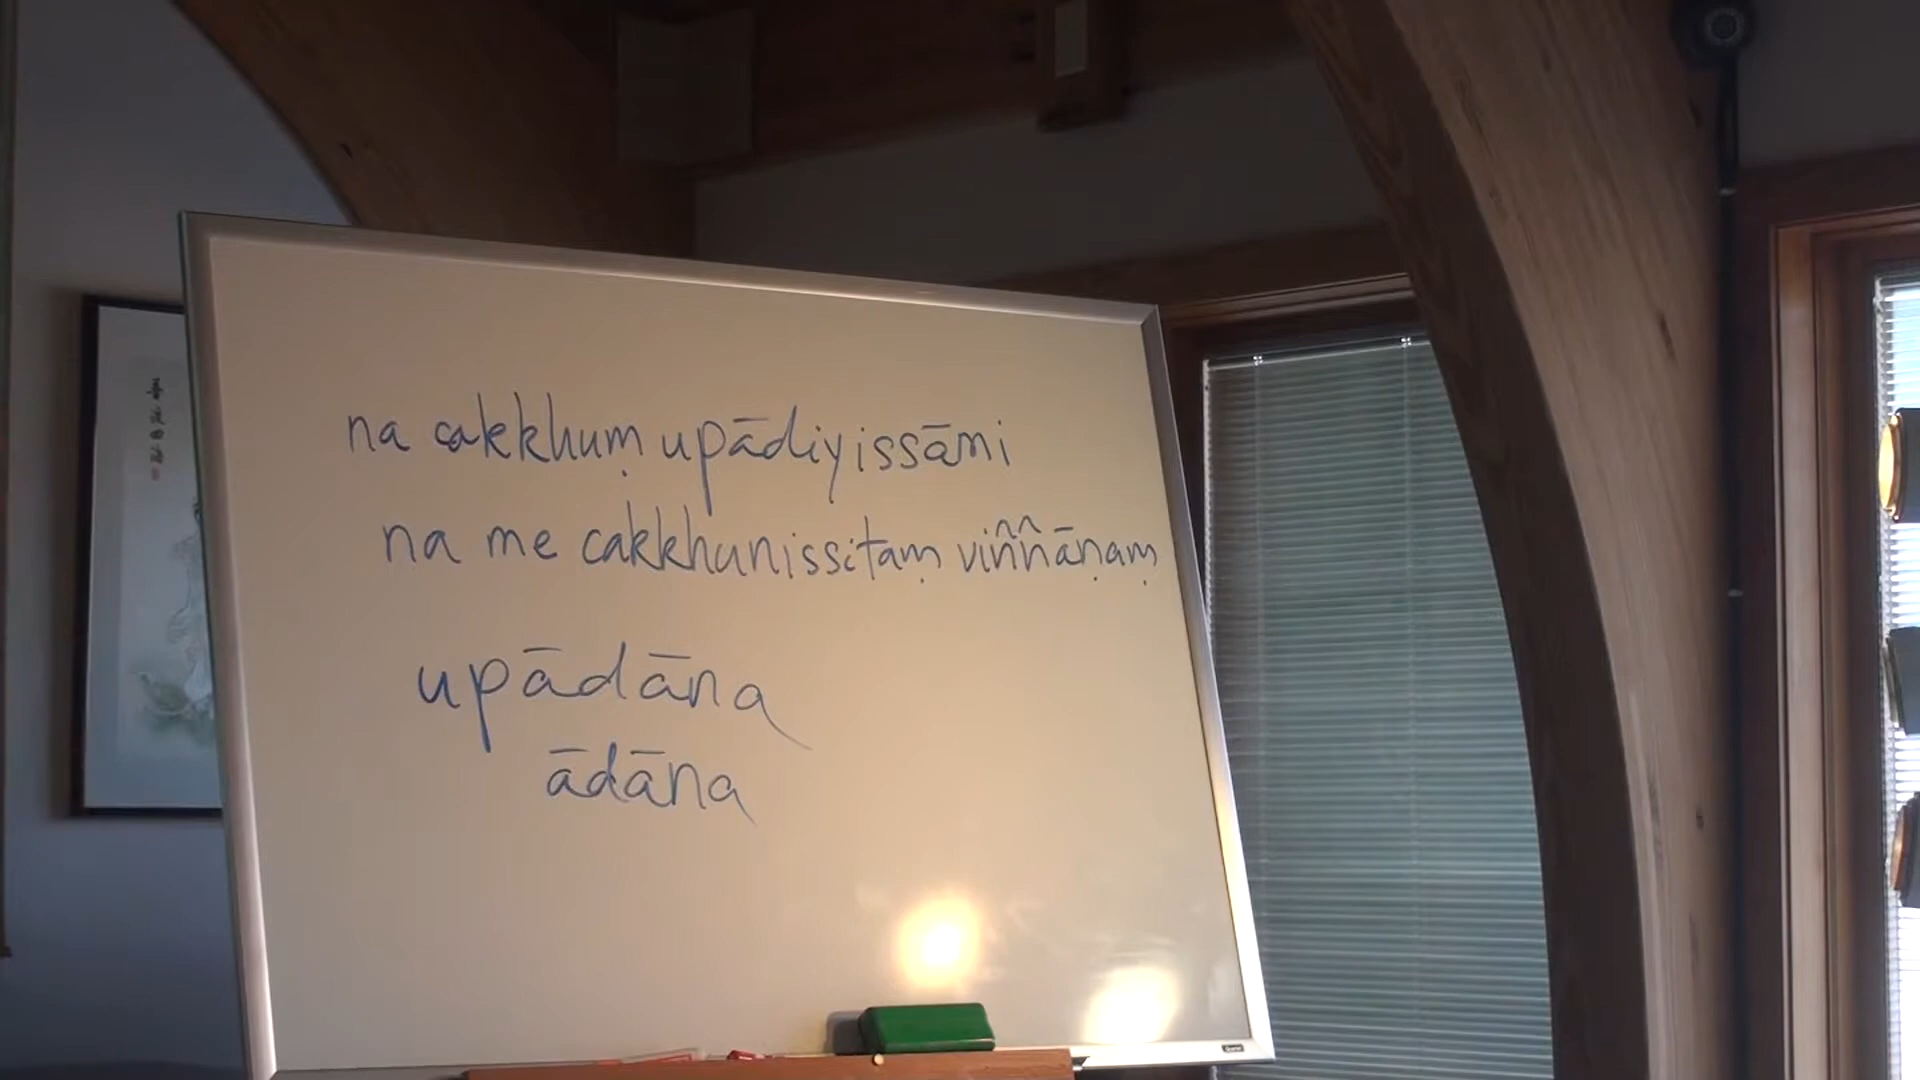 na cakkhuṃ upādiyissāmi
na me cakkhunissitaṃ viññāṇaṃ
upādāna
ādāna